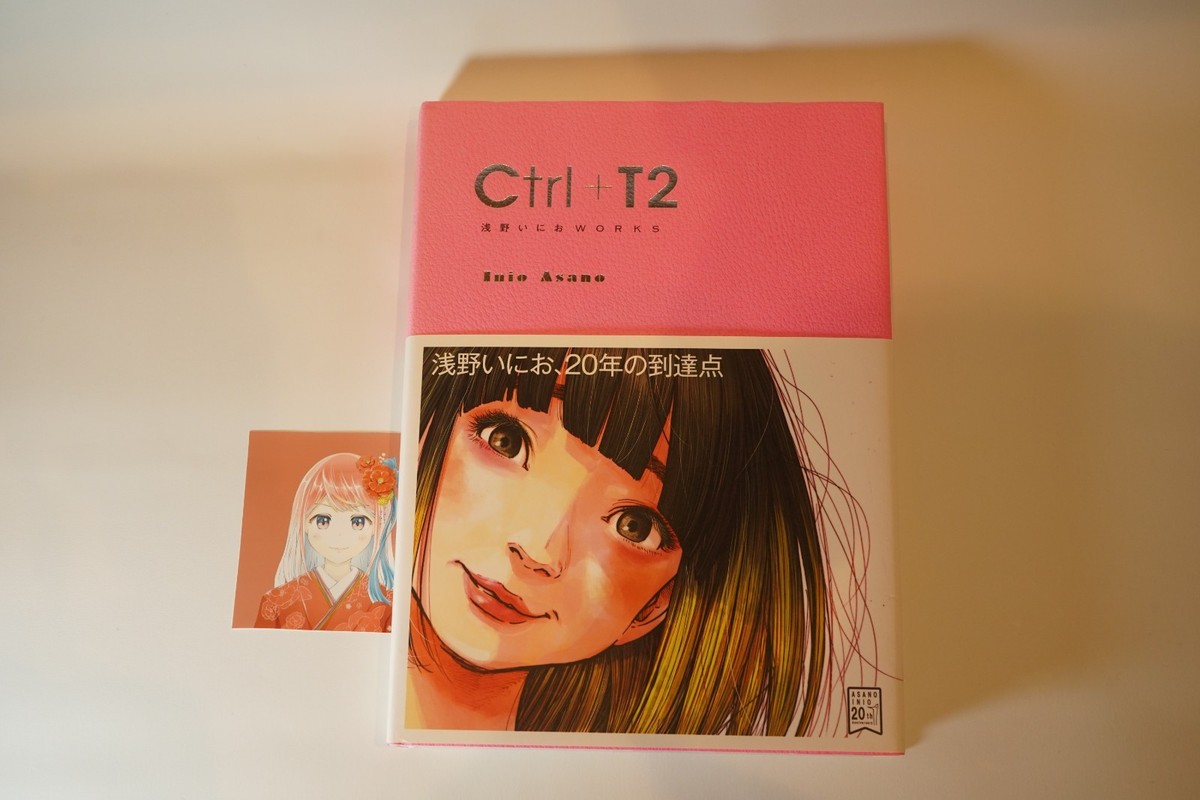 Ctrl+T2
浅野いにおWORKS
Inio Asano
浅野いにお、20年の到達点
ASANO
INIO
20th